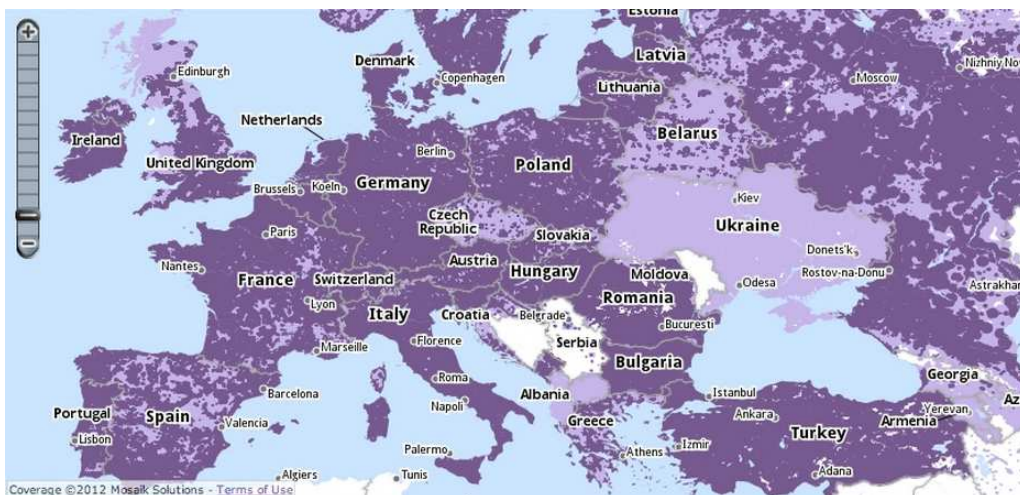 Estonia
Latvia
Denmark
Edinburgh
Copenhagen
Moscow
Nizhniy Nov
Lithuania
Netherlands
Belarus
Ireland
United Kingdom
Berlin
Poland
Brussels
Koeln
Germany
Kiev
Czech
Republic
Ukraine
Paris
Slovakia
Donets'k
Nantes
France
Switzerland
Austria
Hungary
Moldova
Rostov-na-Donu
Odesa
Astrakhan
Lyon
Italy
Croatia
Belgrade
Romania
Bucuresti
Florence
Serbia
Marseille
Bulgaria
Georgia
Roma
Barcelona
Albania
Istanbul
Portugal
Spain
Valencia
Napoli
Greece
Ankara
Yerevan
Az
Armenia
Lisbon
Turkey
Palermo
Athens
Izmir
Algiers
Tunis
Adana
Coverage ©2012 Mosaik Solutions - Terms of Use